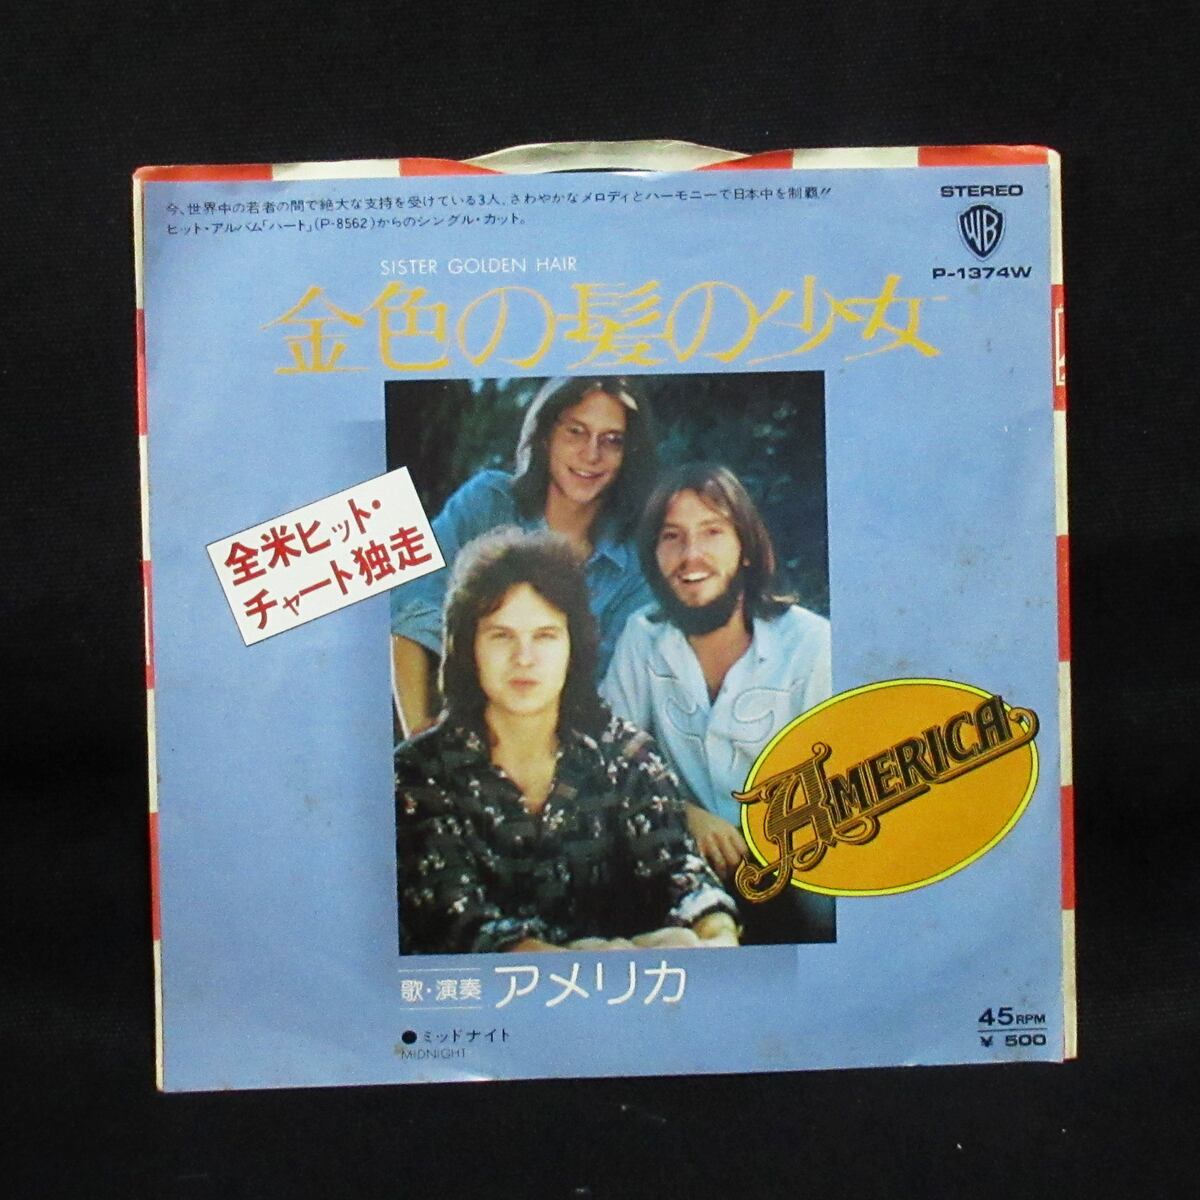 今、世界中の若者の間で絶大な支持を受けている3人、さわやかなメロディとハーモニーで日本中を制覇!!
ヒット・アルバム「ハート」(P-8562)からのシングル・カット。
STEREO
WB
P-1374W
SISTER GOLDEN HAIR
金色の髪の少女
全米ヒット・
チャート独走
AMERICA
歌・演奏 アメリカ
●ミッドナイト
MIDNIGHT
45RPM
¥ 500